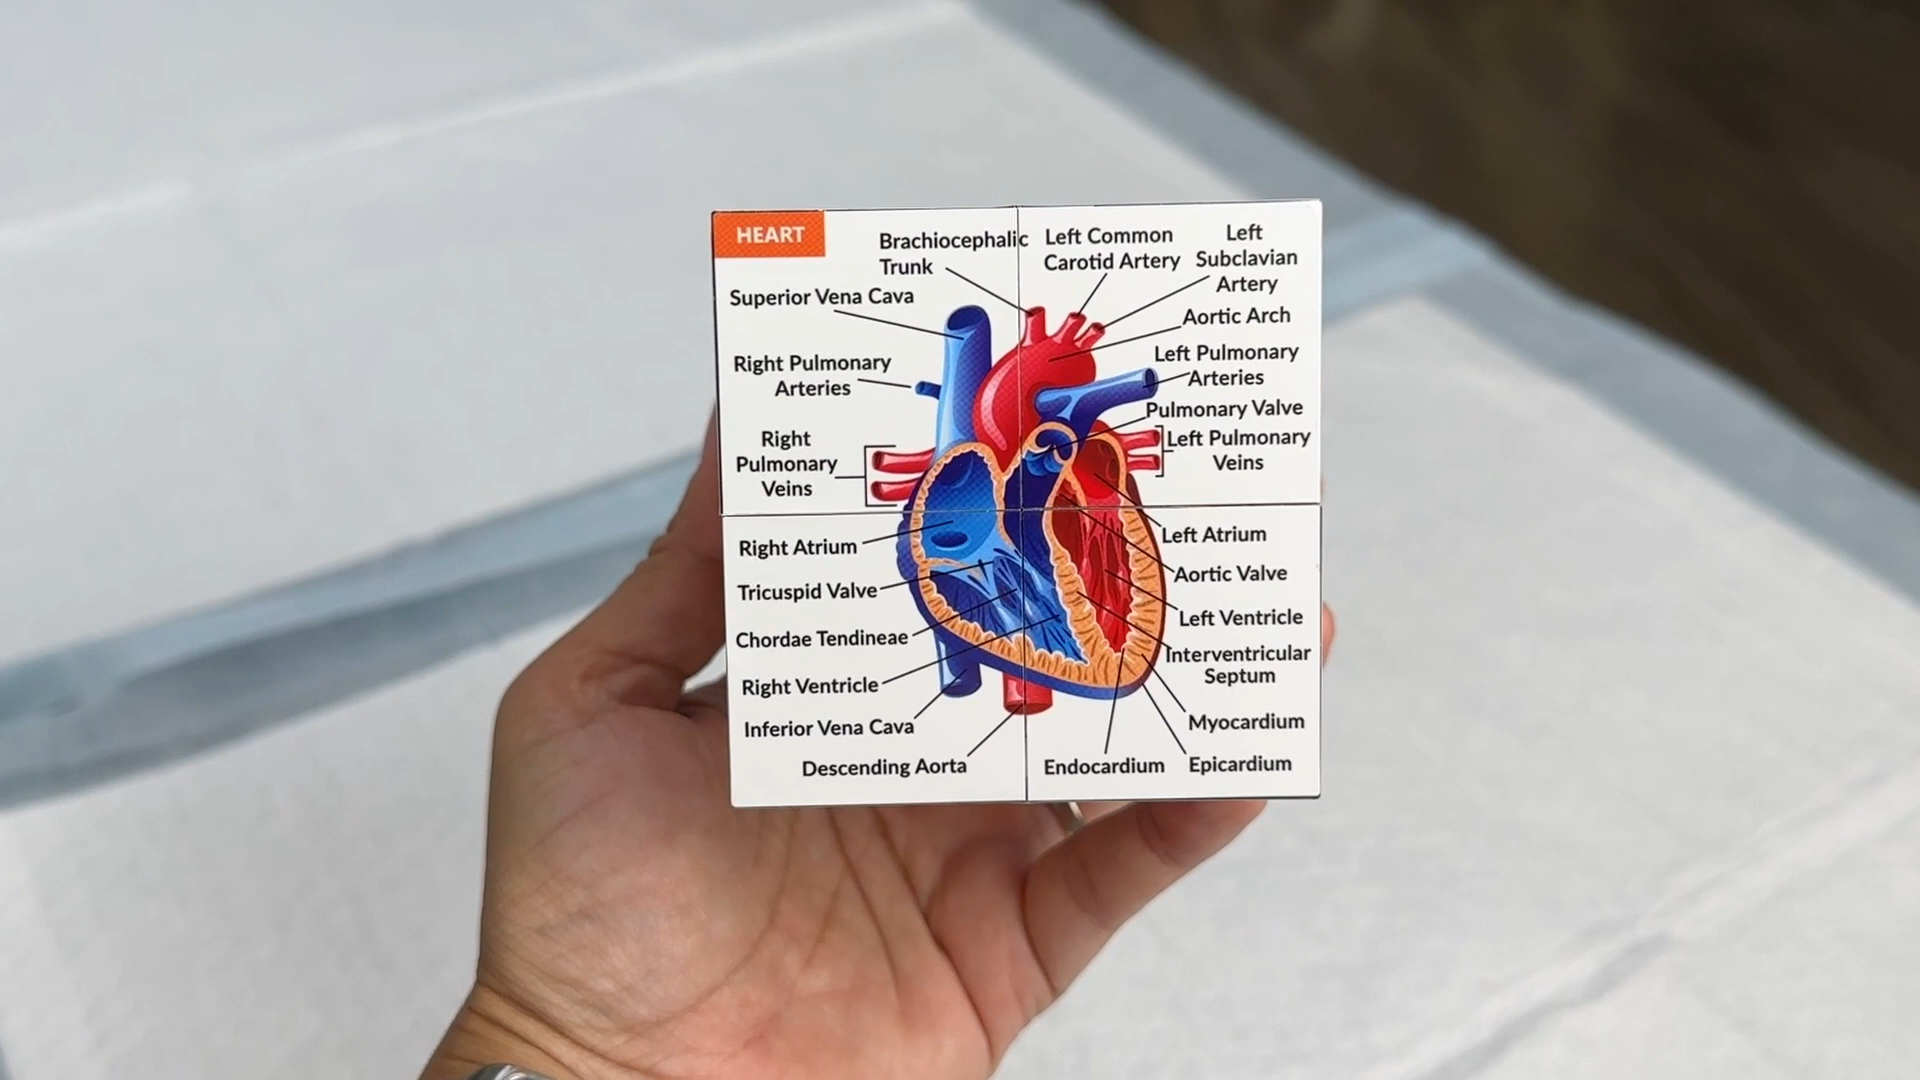 HEART
Brachiocephalic
Trunk
Left Common
Carotid Artery
Left
Subclavian
Artery
Superior Vena Cava
Aortic Arch
Right Pulmonary
Arteries
Left Pulmonary
Arteries
Pulmonary Valve
Right
Pulmonary
Veins
Left Pulmonary
Veins
Right Atrium
Left Atrium
Tricuspid Valve
Aortic Valve
Chordae Tendineae
Left Ventricle
Right Ventricle
Interventricular
Septum
Inferior Vena Cava
Myocardium
Descending Aorta
Endocardium
Epicardium